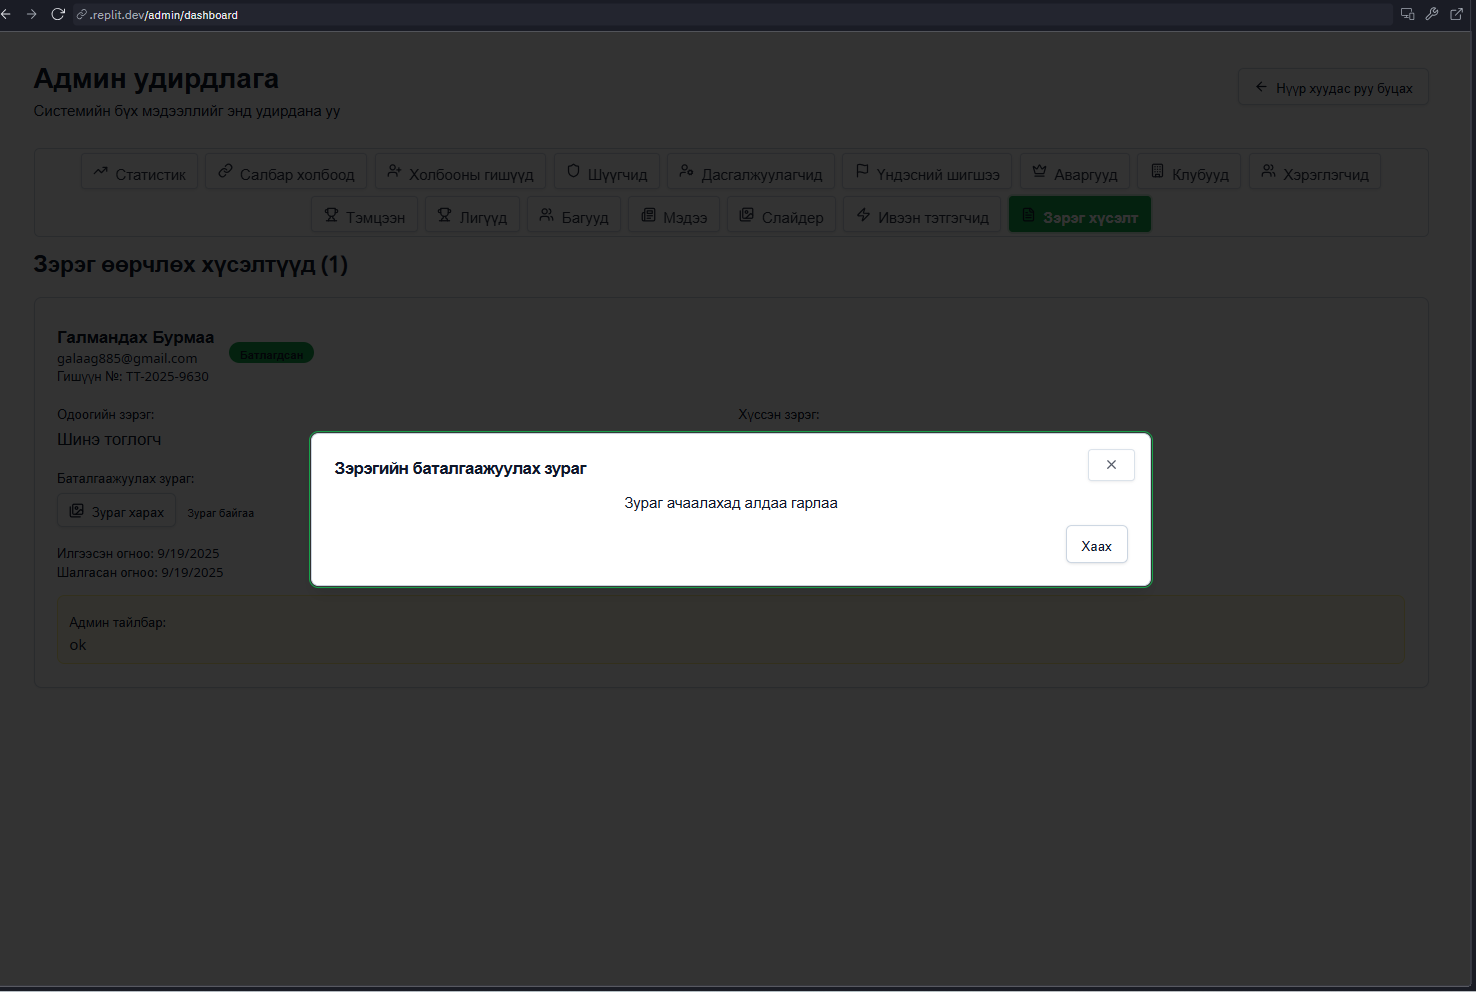 .replit.dev/admin/dashboard
Админ удирдлага
Системийн бүх мэдээллийг энд удирдана уу
Нүүр хуудас руу буцах
Статистик
Салбар холбоод
Холбооны гишүүд
Шүүгчид
Дасгалжуулагчид
Үндэсний шигшээ
Аваргууд
Клубууд
Хэрэглэгчид
Тэмцээн
Лигүүд
Багууд
Мэдээ
Слайдер
Ивээн тэтгэгчид
Зэрэг хүсэлт
Зэрэг өөрчлөх хүсэлтүүд (1)
Галмандах Бурмаа
galaag885@gmail.com
Гишүүн №: TT-2025-9630
Батлагдсан
Одоогийн зэрэг:
Шинэ тоглогч
Хүссэн зэрэг:
Баталгаажуулах зураг:
Зураг харах
Зураг байгаа
Зэрэгийн баталгаажуулах зураг
Зураг ачаалахад алдаа гарлаа
Хаах
Илгээсэн огноо: 9/19/2025
Шалгасан огноо: 9/19/2025
Админ тайлбар:
ok